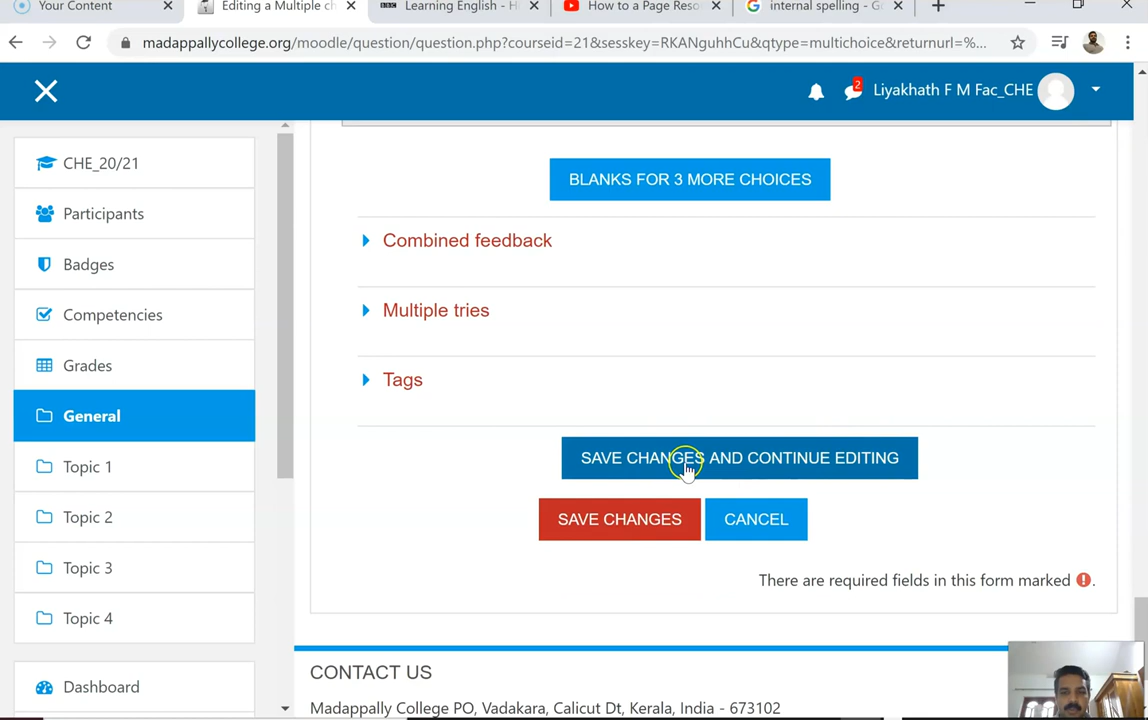 Your Content
Editing a Multiple ch
BBC Learning English - H
How to a Page Reso
internal spelling - G
madappallycollege.org/moodle/question/question.php?courseid=21&sesskey=RKANguhhCu&qtype=multichoice&returnurl=%...
2
Liyakhath F M Fac_CHE
CHE_20/21
Participants
Badges
Competencies
Grades
General
Topic 1
Topic 2
Topic 3
Topic 4
Dashboard
BLANKS FOR 3 MORE CHOICES
Combined feedback
Multiple tries
Tags
SAVE CHANGES AND CONTINUE EDITING
SAVE CHANGES
CANCEL
There are required fields in this form marked !.
CONTACT US
Madappally College PO, Vadakara, Calicut Dt, Kerala, India - 673102